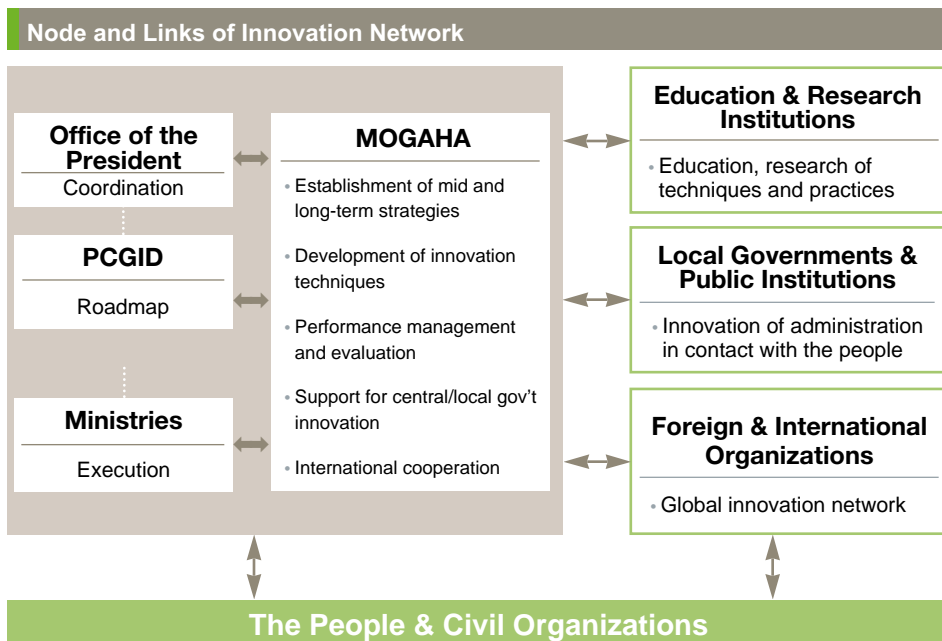 Node and Links of Innovation Network
Office of the
President
Coordination
PCGID
Roadmap
Ministries
Execution
MOGAHA
• Establishment of mid and
long-term strategies
• Development of innovation
techniques
• Performance management
and evaluation
• Support for central/local gov't
innovation
• International cooperation
Education & Research
Institutions
• Education, research of
techniques and practices
Local Governments &
Public Institutions
• Innovation of administration
in contact with the people
Foreign & International
Organizations
• Global innovation network
The People & Civil Organizations